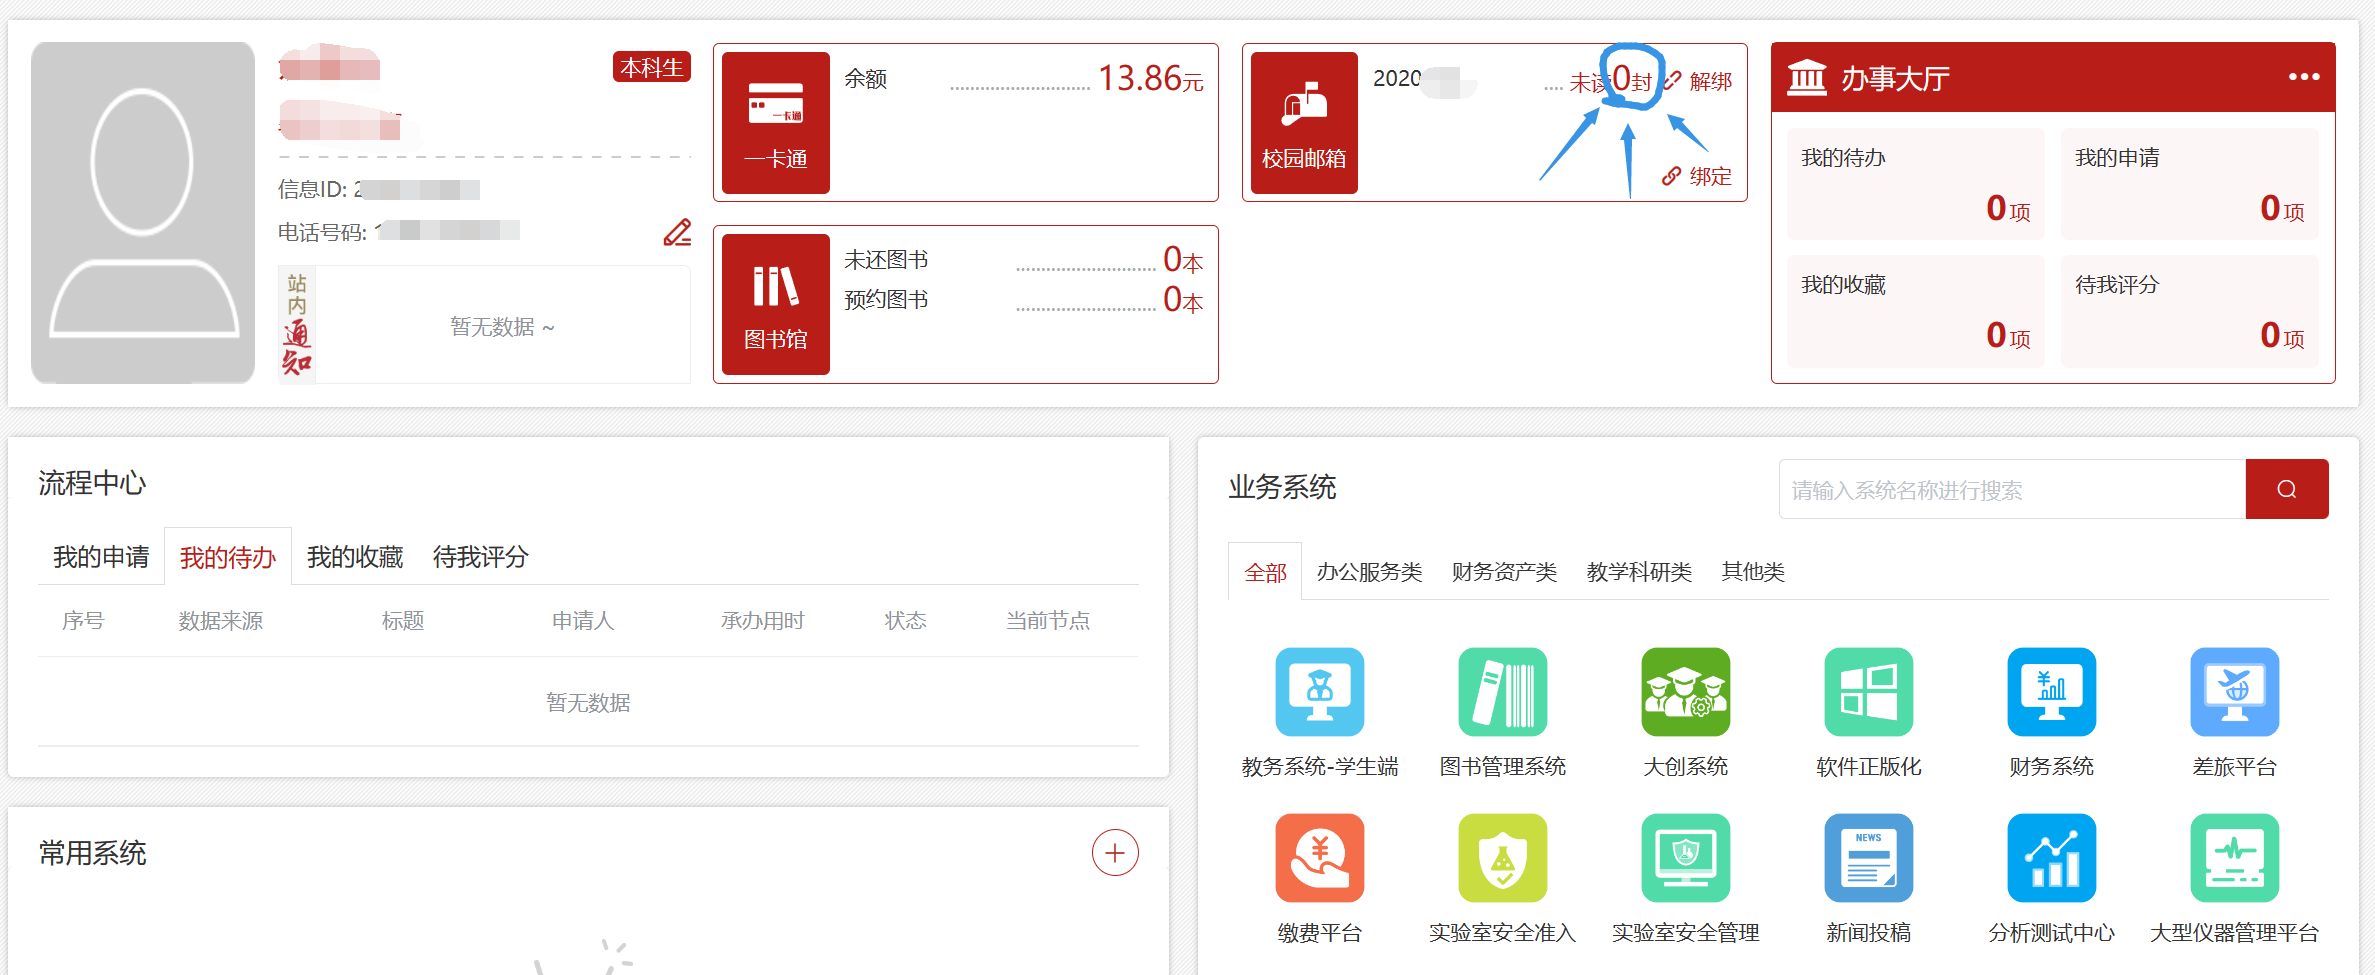 本科生
信息ID: 2
电话号码: 1
站内通知
暂无数据 ~
一卡通
一卡通
余额 13.86元
图书馆
未还图书 0本
预约图书 0本
校园邮箱
2020 未读0封 解绑
绑定
办事大厅
我的待办
0项
我的申请
0项
我的收藏
0项
待我评分
0项
流程中心
我的申请 我的待办 我的收藏 待我评分
序号 数据来源 标题 申请人 承办用时 状态 当前节点
暂无数据
常用系统
业务系统
请输入系统名称进行搜索
全部 办公服务类 财务资产类 教学科研类 其他类
教务系统-学生端 图书管理系统 大创系统 软件正版化 财务系统 差旅平台
NEWS
缴费平台 实验室安全准入 实验室安全管理 新闻投稿 分析测试中心 大型仪器管理平台